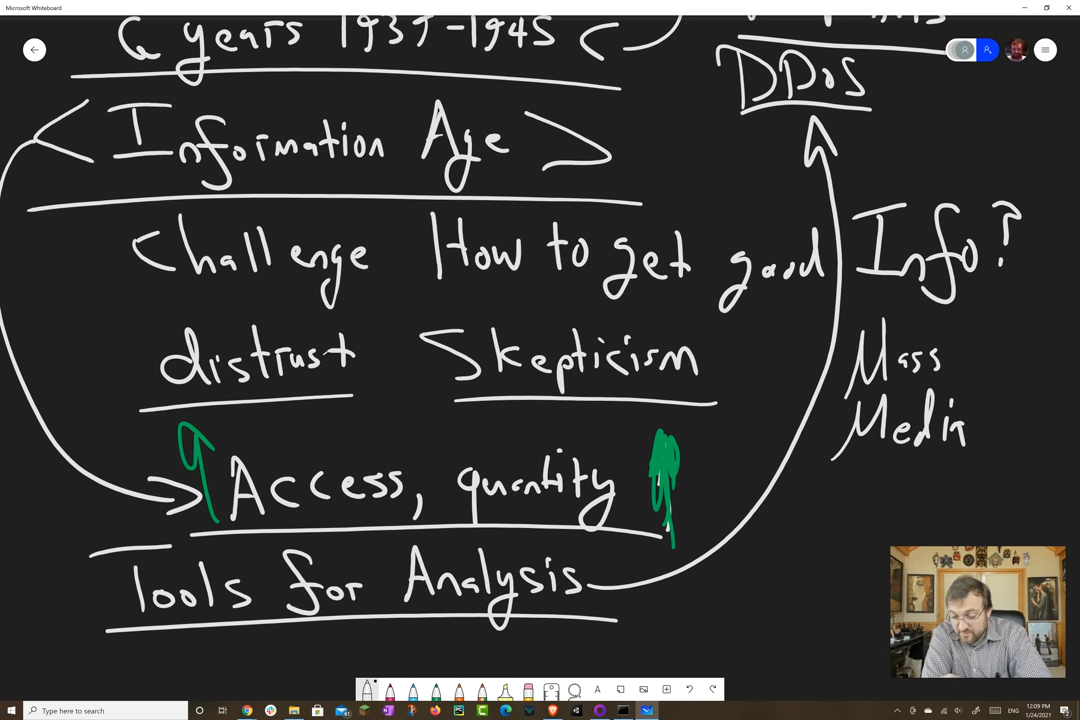 Microsoft Whiteboard
6 years 1939-1945
DDoS
Information Age
Challenge How to get good Info?
distrust Skepticism
Mass
Media
Access, quantity
Tools for Analysis
Type here to search
12:09 PM
1/24/2021